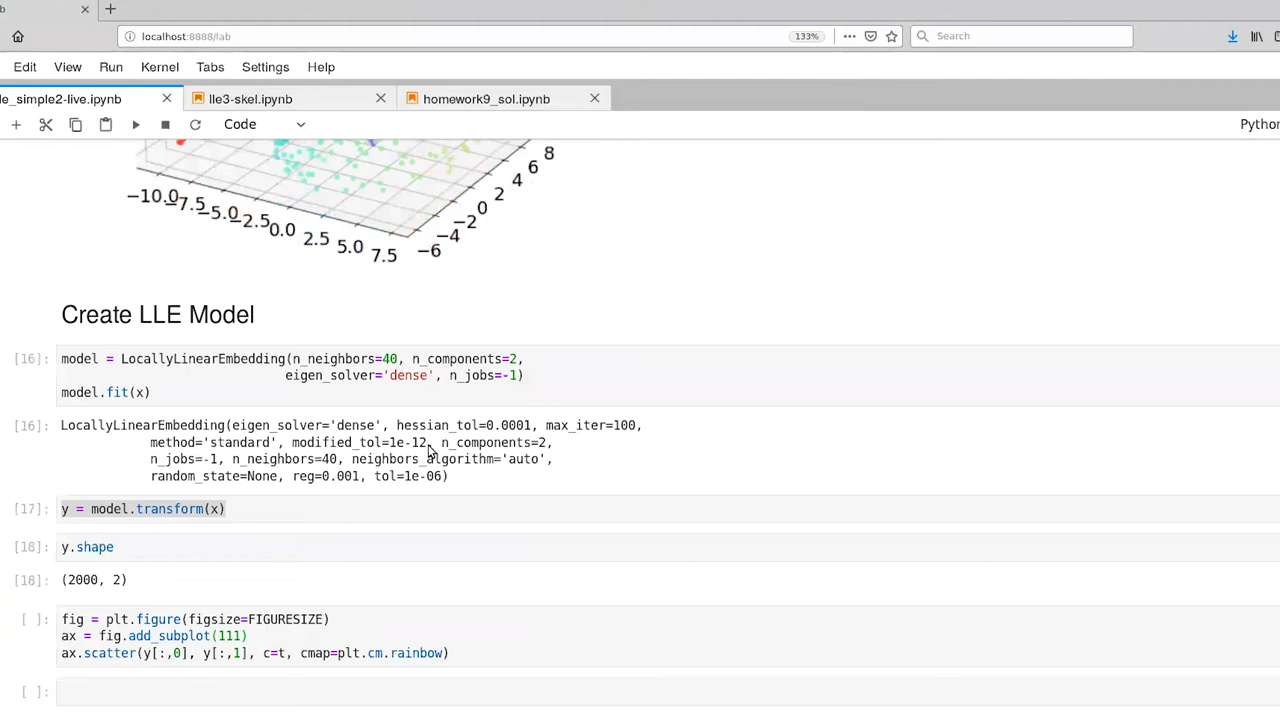 b
localhost:8888/lab
133%
Search
Edit View Run Kernel Tabs Settings Help
le_simple2-live.ipynb
lle3-skel.ipynb
homework9_sol.ipynb
Code
Python
8
6
4
2
0
−2
−4
−6
−10.0
−7.5
−5.0
−2.5
0.0
2.5
5.0
7.5
Create LLE Model
[16]: model = LocallyLinearEmbedding(n_neighbors=40, n_components=2,
eigen_solver='dense', n_jobs=-1)
model.fit(x)
[16]: LocallyLinearEmbedding(eigen_solver='dense', hessian_tol=0.0001, max_iter=100,
method='standard', modified_tol=1e-12, n_components=2,
n_jobs=-1, n_neighbors=40, neighbors_algorithm='auto',
random_state=None, reg=0.001, tol=1e-06)
[17]: y = model.transform(x)
[18]: y.shape
[18]: (2000, 2)
[ ]: fig = plt.figure(figsize=FIGURESIZE)
ax = fig.add_subplot(111)
ax.scatter(y[:,0], y[:,1], c=t, cmap=plt.cm.rainbow)
[ ]: